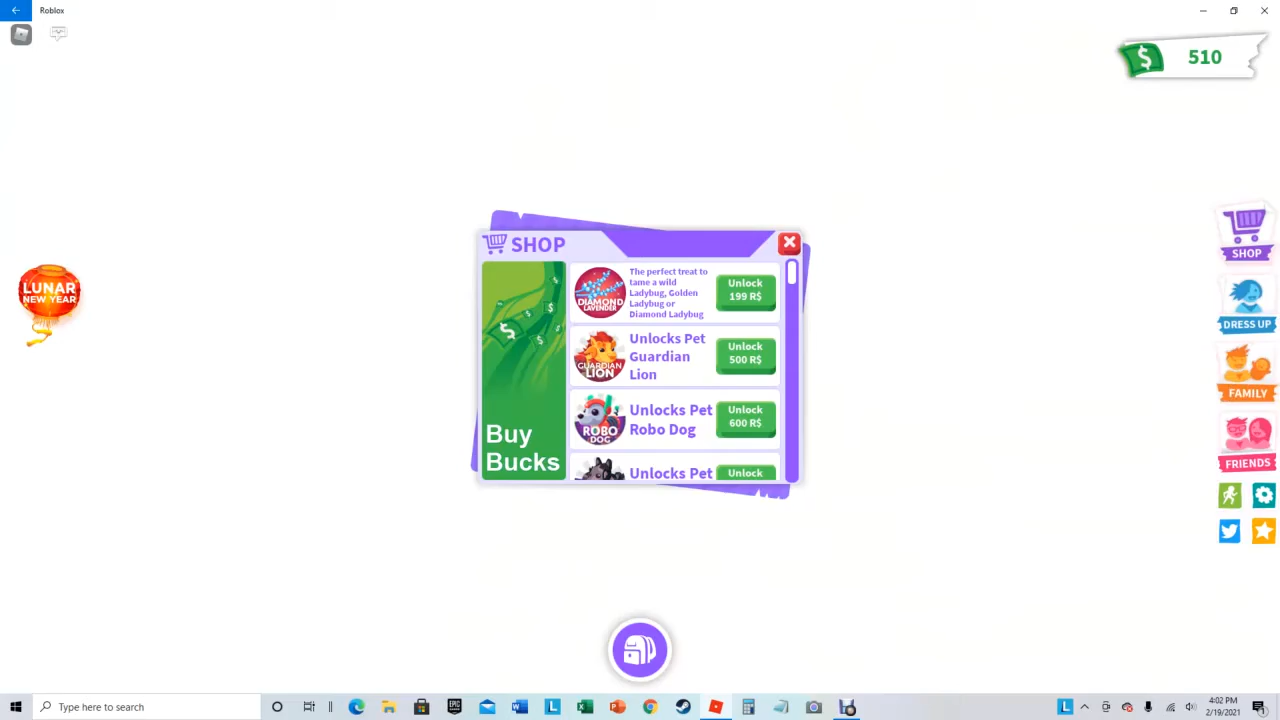 Roblox
510
SHOP
LUNAR
NEW YEAR
SHOP
DRESS UP
FAMILY
FRIENDS
Buy
Bucks
DIAMOND
LAVENDER
The perfect treat to
tame a wild
Ladybug, Golden
Ladybug or
Diamond Ladybug
Unlock
199 R$
GUARDIAN
LION
Unlocks Pet
Guardian
Lion
Unlock
500 R$
ROBO
DOG
Unlocks Pet
Robo Dog
Unlock
600 R$
Unlocks Pet
Unlock
Type here to search
4:02 PM
2/19/2021